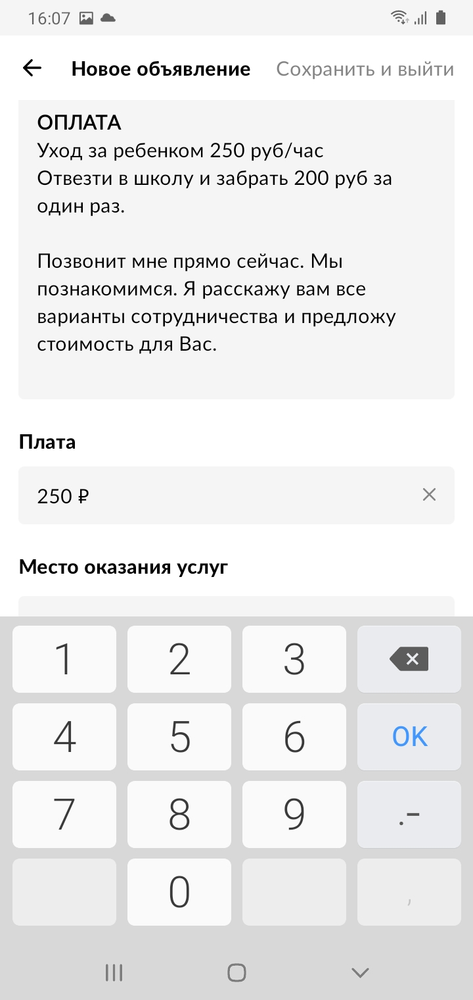 16:07
Новое объявление Сохранить и выйти
ОПЛАТА
Уход за ребенком 250 руб/час
Отвезти в школу и забрать 200 руб за
один раз.
Позвонит мне прямо сейчас. Мы
познакомимся. Я расскажу вам все
варианты сотрудничества и предложу
стоимость для Вас.
Плата
250 ₽
Место оказания услуг
1 2 3
4 5 6 OK
7 8 9 .-
0 ,